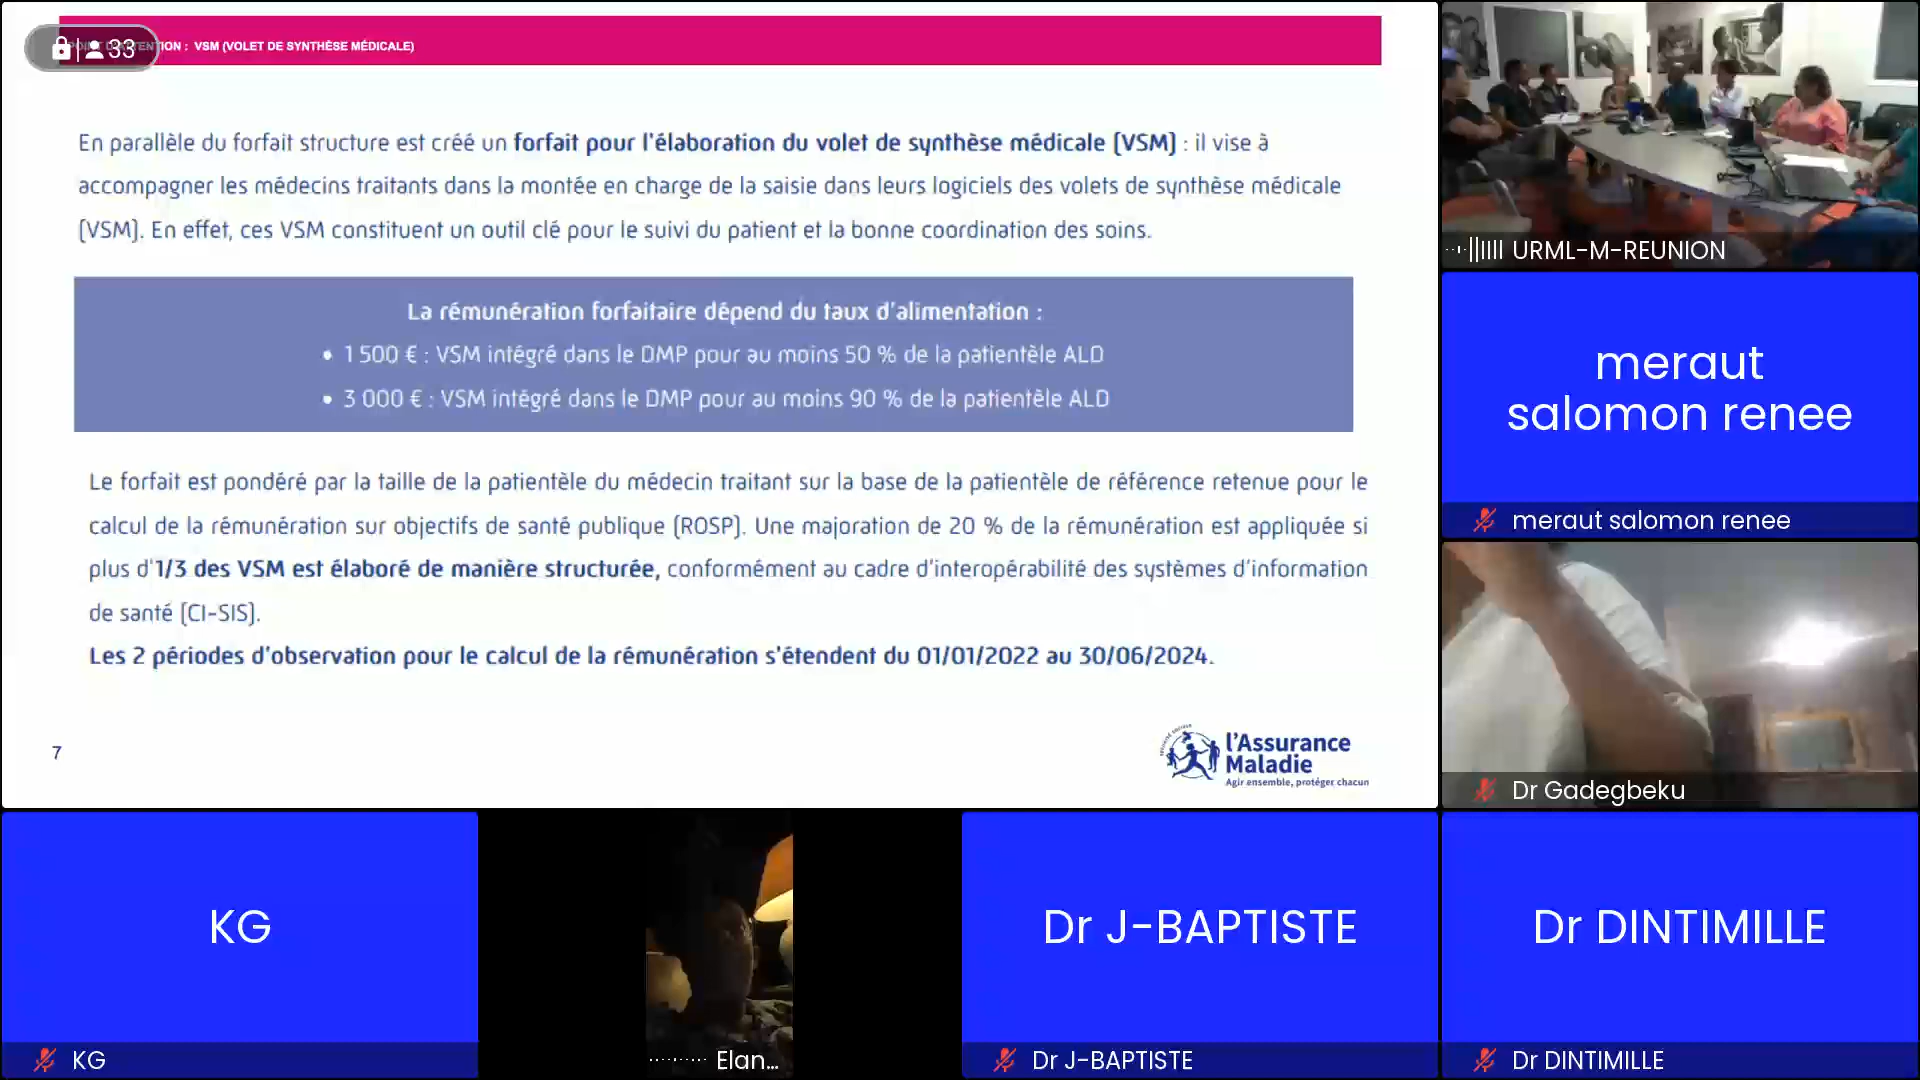 POINT D'ATTENTION : VSM (VOLET DE SYNTHÈSE MÉDICALE)
33
En parallèle du forfait structure est créé un forfait pour l'élaboration du volet de synthèse médicale (VSM) : il vise à
accompagner les médecins traitants dans la montée en charge de la saisie dans leurs logiciels des volets de synthèse médicale
(VSM). En effet, ces VSM constituent un outil clé pour le suivi du patient et la bonne coordination des soins.
La rémunération forfaitaire dépend du taux d'alimentation :
• 1 500 € : VSM intégré dans le DMP pour au moins 50 % de la patientèle ALD
• 3 000 € : VSM intégré dans le DMP pour au moins 90 % de la patientèle ALD
Le forfait est pondéré par la taille de la patientèle du médecin traitant sur la base de la patientèle de référence retenue pour le
calcul de la rémunération sur objectifs de santé publique (ROSP). Une majoration de 20 % de la rémunération est appliquée si
plus d'1/3 des VSM est élaboré de manière structurée, conformément au cadre d'interopérabilité des systèmes d'information
de santé (CI-SIS).
Les 2 périodes d'observation pour le calcul de la rémunération s'étendent du 01/01/2022 au 30/06/2024.
7
l'Assurance
Maladie
Agir ensemble, protéger chacun
URML-M-REUNION
meraut
salomon renee
meraut salomon renee
Dr Gadegbeku
KG
KG
Elan...
Dr J-BAPTISTE
Dr J-BAPTISTE
Dr DINTIMILLE
Dr DINTIMILLE